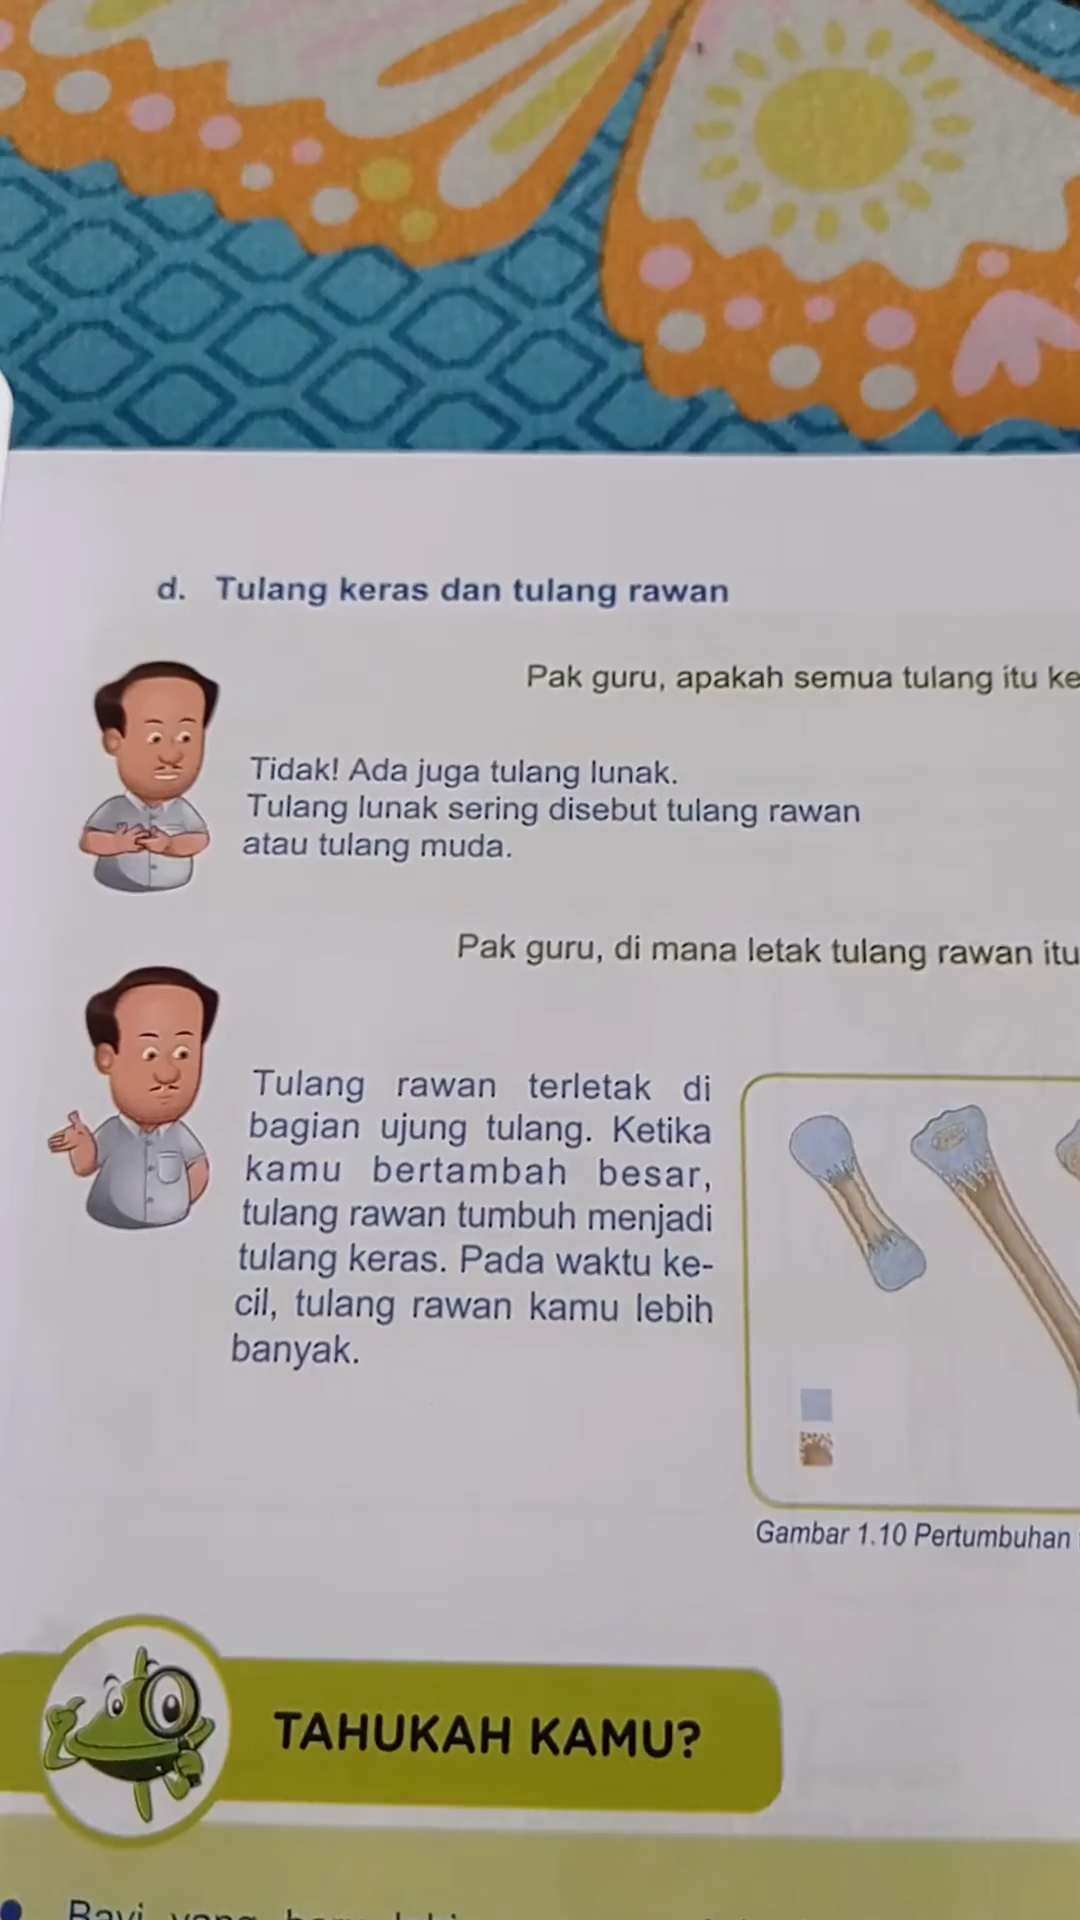 d. Tulang keras dan tulang rawan
Pak guru, apakah semua tulang itu
Tidak! Ada juga tulang lunak.
Tulang lunak sering disebut tulang rawan
atau tulang muda.
Pak guru, di mana letak tulang rawan itu
Tulang rawan terletak di
bagian ujung tulang. Ketika
kamu bertambah besar,
tulang rawan tumbuh menjadi
tulang keras. Pada waktu ke-
cil, tulang rawan kamu lebih
banyak.
Gambar 1.10 Pertumbuhan
TAHUKAH KAMU?